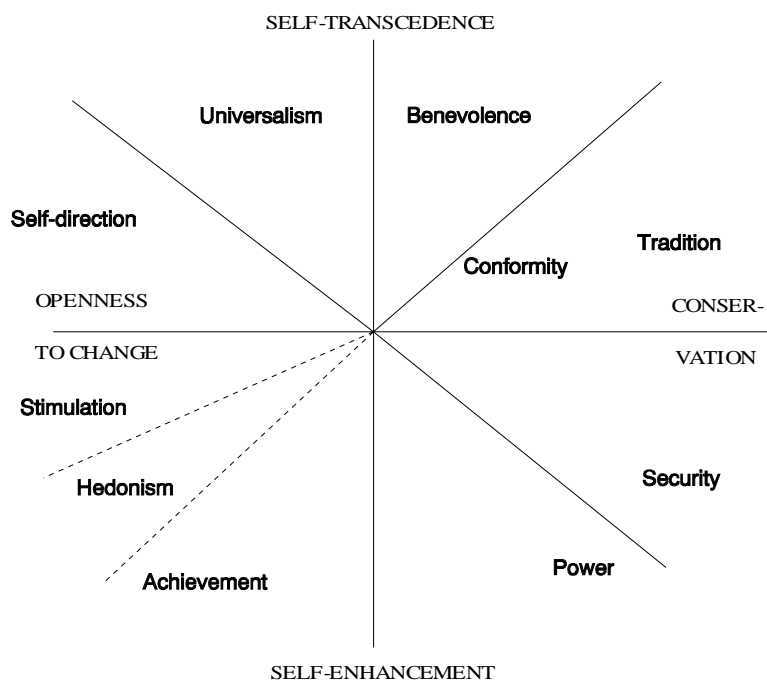 SELF-TRANSCEDENCE
Universalism
Benevolence
Self-direction
Tradition
Conformity
OPENNESS
CONSER-
TO CHANGE
VATION
Stimulation
Security
Hedonism
Power
Achievement
SELF-ENHANCEMENT